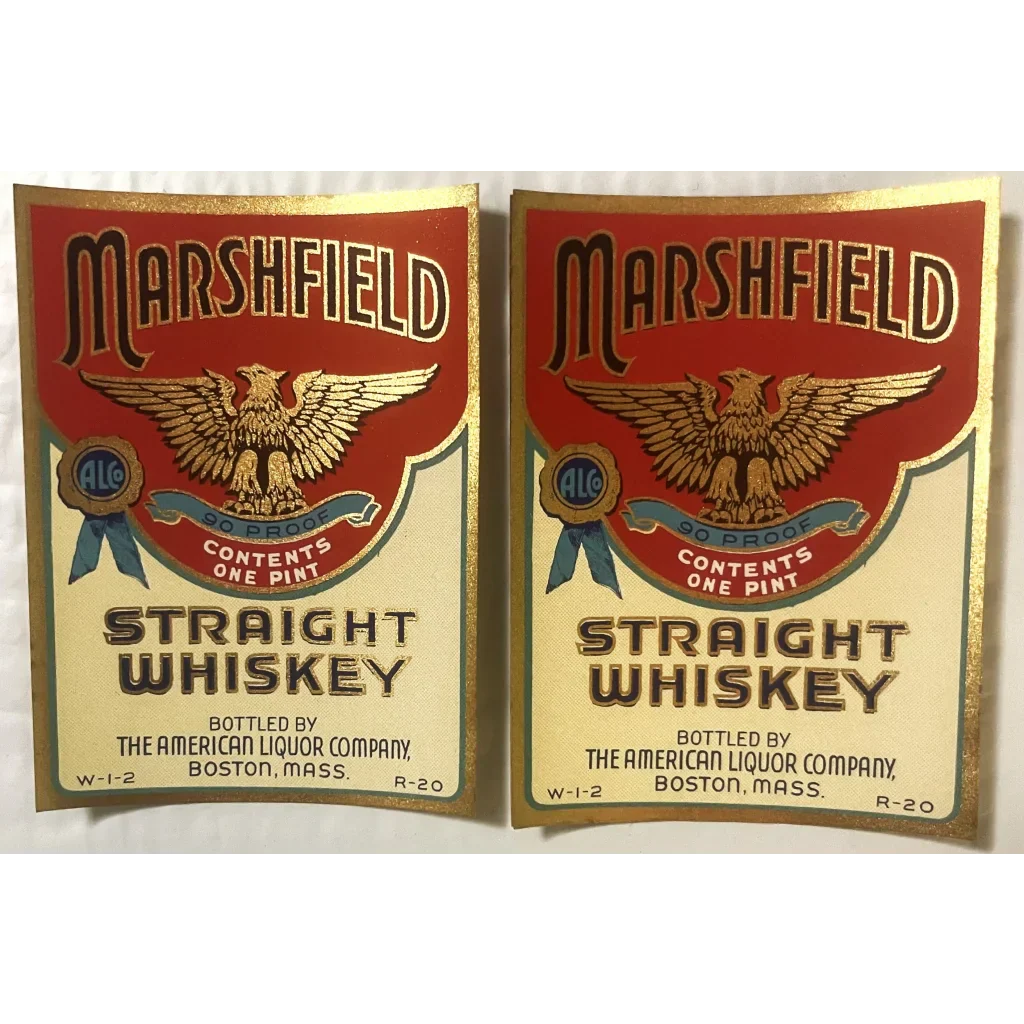 MARSHFIELD
ALCO
90 PROOF
CONTENTS
ONE PINT
STRAIGHT
WHISKEY
BOTTLED BY
THE AMERICAN LIQUOR COMPANY,
BOSTON, MASS.
W-1-2 R-20
MARSHFIELD
ALCO
90 PROOF
CONTENTS
ONE PINT
STRAIGHT
WHISKEY
BOTTLED BY
THE AMERICAN LIQUOR COMPANY,
BOSTON, MASS.
W-1-2 R-20